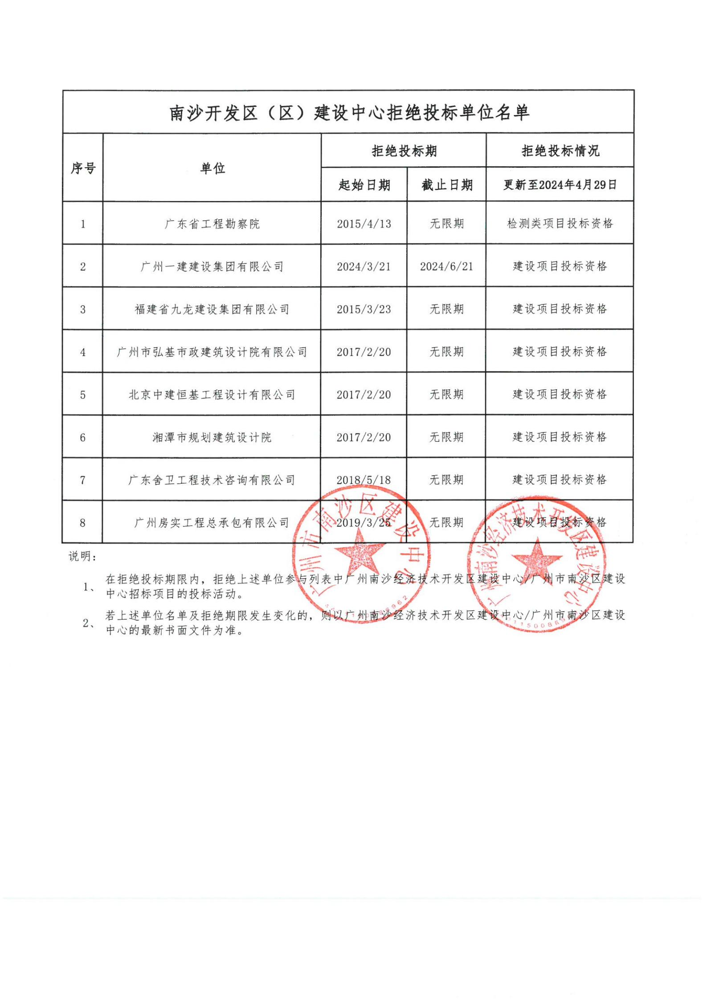 南沙开发区（区）建设中心拒绝投标单位名单
序号 单位 拒绝投标期 拒绝投标情况
起始日期 截止日期 更新至2024年4月29日
1 广东省工程勘察院 2015/4/13 无限期 检测类项目投标资格
2 广州一建建设集团有限公司 2024/3/21 2024/6/21 建设项目投标资格
3 福建省九龙建设集团有限公司 2015/3/23 无限期 建设项目投标资格
4 广州市弘基市政建筑设计院有限公司 2017/2/20 无限期 建设项目投标资格
5 北京中建恒基工程设计有限公司 2017/2/20 无限期 建设项目投标资格
6 湘潭市规划建筑设计院 2017/2/20 无限期 建设项目投标资格
7 广东舍卫工程技术咨询有限公司 2018/5/18 无限期 建设项目投标资格
8 广州房实工程总承包有限公司 2019/3/25 无限期 建设项目投标资格
说明：
1、 在拒绝投标期限内，拒绝上述单位参与列表中广州南沙经济技术开发区建设中心/广州市南沙区建设
中心招标项目的投标活动。
2、 若上述单位名单及拒绝期限发生变化的，则以广州南沙经济技术开发区建设中心/广州市南沙区建设
中心的最新书面文件为准。
广州市南沙区建设中心
广州南沙经济技术开发区建设中心